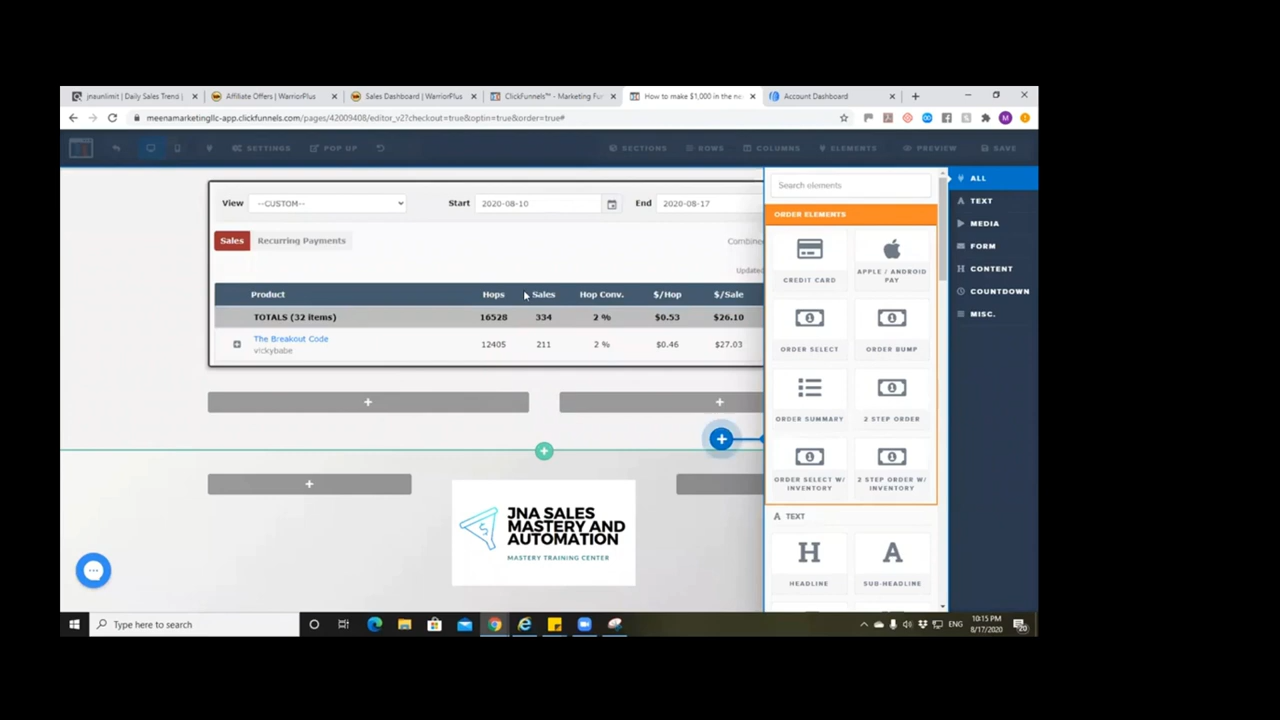 jnaunlimit | Daily Sales Trend |
Affiliate Offers | WarriorPlus
Sales Dashboard | WarriorPlus
ClickFunnels™ - Marketing Fu
How to make $1,000 in the ne
Account Dashboard
meenamarketingllc-app.clickfunnels.com/pages/42009408/editor_v2?checkout=true&optin=true&order=true#
SETTINGS
POP UP
SECTIONS
ROWS
COLUMNS
ELEMENTS
PREVIEW
SAVE
View
--CUSTOM--
Start
2020-08-10
End
2020-08-17
Sales
Recurring Payments
Combine
Update
Product Hops Sales Hop Conv. $/Hop $/Sale
TOTALS (32 items) 16528 334 2 % $0.53 $26.10
The Breakout Code 12405 211 2 % $0.46 $27.03
vickybabe
JNA SALES
MASTERY AND
AUTOMATION
MASTERY TRAINING CENTER
Search elements
ORDER ELEMENTS
CREDIT CARD
APPLE / ANDROID
PAY
ORDER SELECT
ORDER BUMP
ORDER SUMMARY
2 STEP ORDER
ORDER SELECT W/
INVENTORY
2 STEP ORDER W/
INVENTORY
A TEXT
H
A
HEADLINE
SUB-HEADLINE
ALL
A TEXT
MEDIA
FORM
H CONTENT
COUNTDOWN
MISC.
Type here to search
ENG
10:15 PM
8/17/2020
20